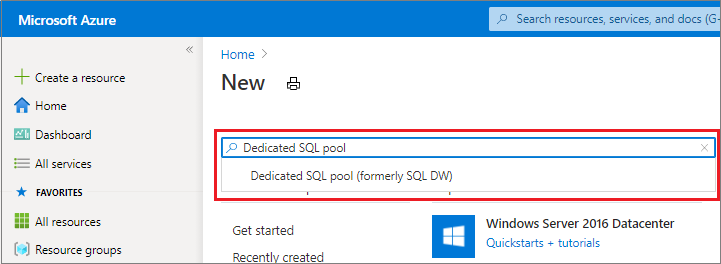 Microsoft Azure
Search resources, services, and docs (G+
«
Create a resource
Home
Dashboard
All services
FAVORITES
All resources
Resource groups
Home >
New
Dedicated SQL pool
Dedicated SQL pool (formerly SQL DW)
Get started
Recently created
Windows Server 2016 Datacenter
Quickstarts + tutorials